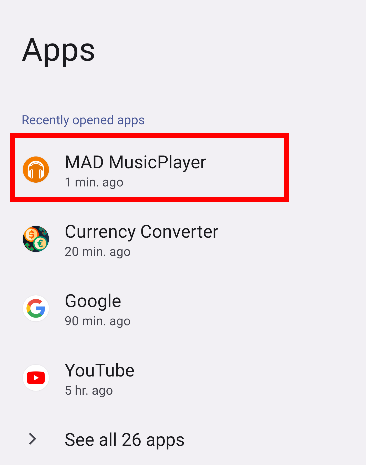 Apps
Recently opened apps
MAD MusicPlayer
1 min. ago
Currency Converter
20 min. ago
Google
90 min. ago
YouTube
5 hr. ago
See all 26 apps